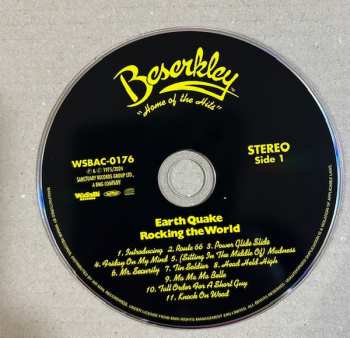 Beserkley
TM
"Home of the Hits"
WSBAC-0176
STEREO
Side 1
℗ & © 1975/2024
SANCTUARY RECORDS GROUP LTD.,
A BMG COMPANY
Earth Quake
Rocking the World
1. Introducing 2. Route 66 3. Power Glide Slide
4. Friday On My Mind 5. (Sitting In The Middle of) Madness
6. Mr. Security 7. Tin Soldier 8. Head Held High
9. Ma Ma Ma Belle
10. Tall Order For A Short Guy
11. Knock On Wood